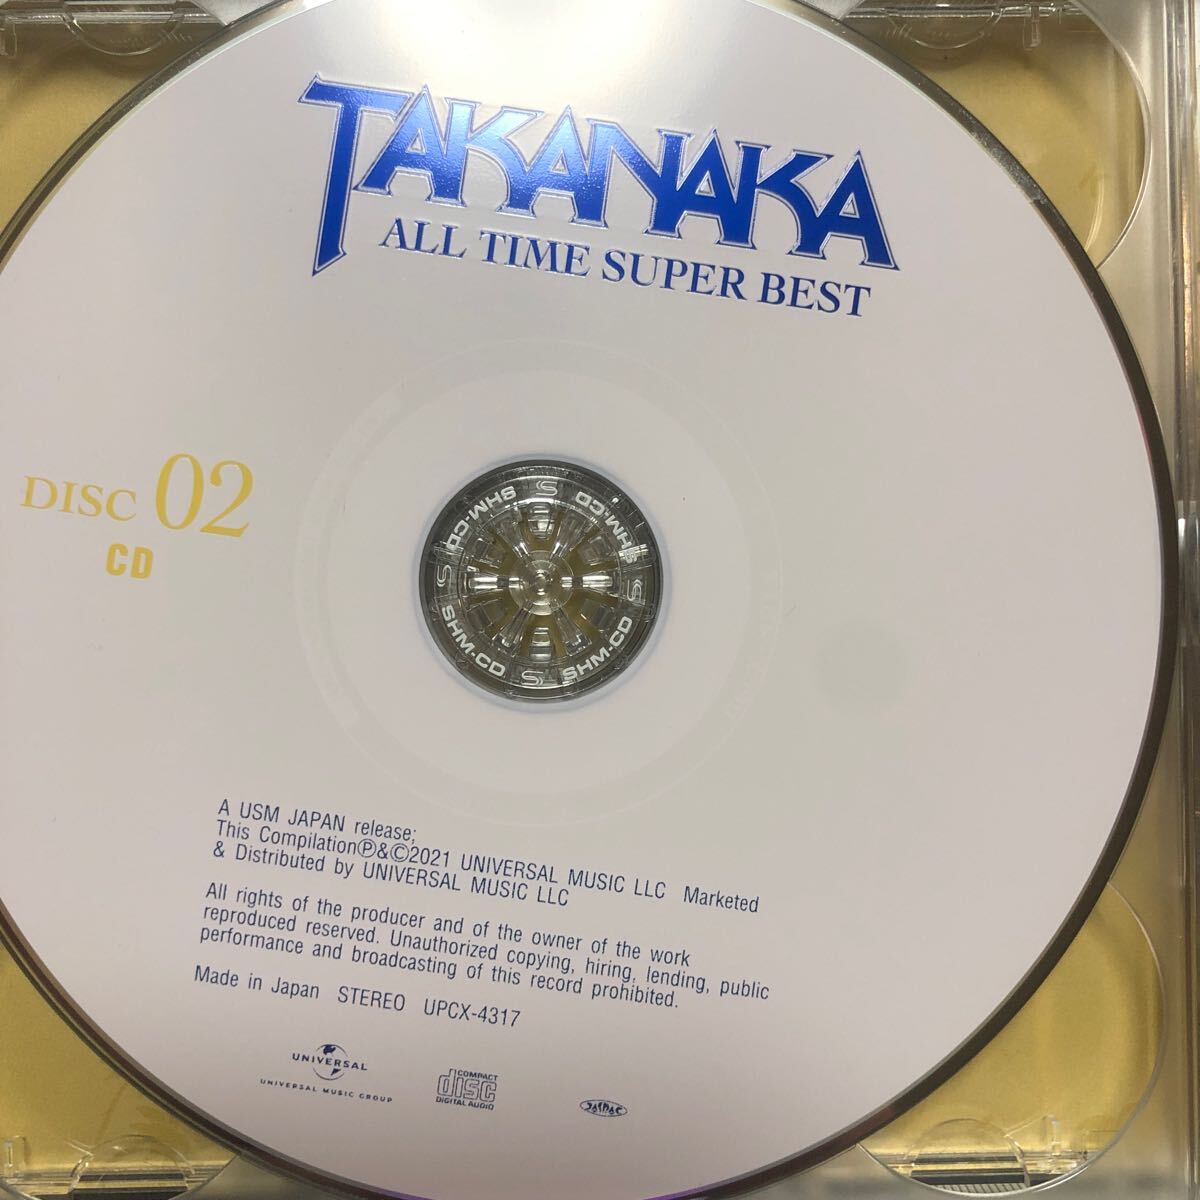 TAKANAKA
ALL TIME SUPER BEST
DISC 02
CD
SHM-CD
SHM-CD
SHM-CD
SHM-CD
A USM JAPAN release;
This CompilationⓅ&Ⓒ2021 UNIVERSAL MUSIC LLC Marketed
& Distributed by UNIVERSAL MUSIC LLC
All rights of the producer and of the owner of the work
reproduced reserved. Unauthorized copying, hiring, lending, public
performance and broadcasting of this record prohibited.
Made in Japan STEREO UPCX-4317
UNIVERSAL
UNIVERSAL MUSIC GROUP
COMPACT
disc
DIGITAL AUDIO
JASRAC